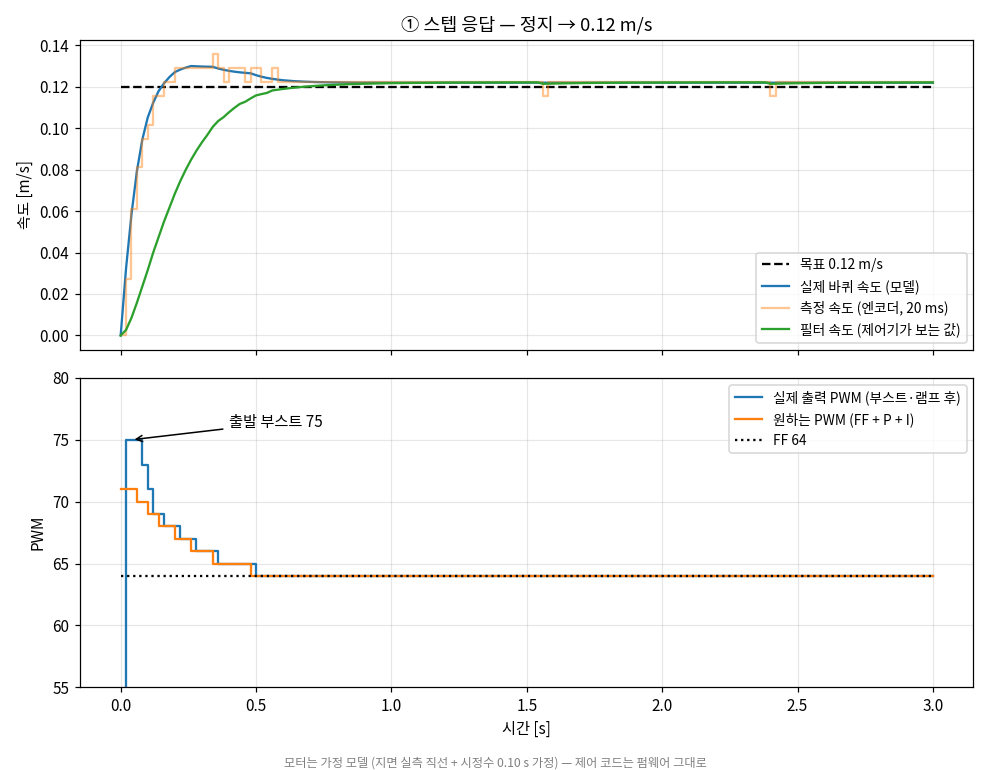 ① 스텝 응답 — 정지 → 0.12 m/s
속도 [m/s]
0.14
0.12
0.10
0.08
0.06
0.04
0.02
0.00
목표 0.12 m/s
실제 바퀴 속도 (모델)
측정 속도 (엔코더, 20 ms)
필터 속도 (제어기가 보는 값)
PWM
80
75
70
65
60
55
출발 부스트 75
실제 출력 PWM (부스트·램프 후)
원하는 PWM (FF + P + I)
FF 64
0.0 0.5 1.0 1.5 2.0 2.5 3.0
시간 [s]
모터는 가정 모델 (지면 실측 직선 + 시정수 0.10 s 가정) — 제어 코드는 펌웨어 그대로